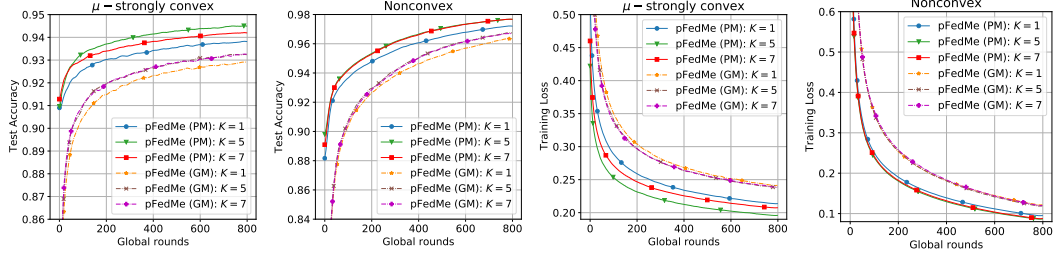 μ − strongly convex
0.95
0.94
0.93
0.92
0.91
0.90
0.89
0.88
0.87
0.86
Test Accuracy
pFedMe (PM): K = 1
pFedMe (PM): K = 5
pFedMe (PM): K = 7
pFedMe (GM): K = 1
pFedMe (GM): K = 5
pFedMe (GM): K = 7
0 200 400 600 800
Global rounds
Nonconvex
0.98
0.96
0.94
0.92
0.90
0.88
0.86
0.84
Test Accuracy
pFedMe (PM): K = 1
pFedMe (PM): K = 5
pFedMe (PM): K = 7
pFedMe (GM): K = 1
pFedMe (GM): K = 5
pFedMe (GM): K = 7
0 200 400 600 800
Global rounds
μ − strongly convex
0.50
0.45
0.40
0.35
0.30
0.25
0.20
Training Loss
pFedMe (PM): K = 1
pFedMe (PM): K = 5
pFedMe (PM): K = 7
pFedMe (GM): K = 1
pFedMe (GM): K = 5
pFedMe (GM): K = 7
0 200 400 600 800
Global rounds
Nonconvex
0.6
0.5
0.4
0.3
0.2
0.1
Training Loss
pFedMe (PM): K = 1
pFedMe (PM): K = 5
pFedMe (PM): K = 7
pFedMe (GM): K = 1
pFedMe (GM): K = 5
pFedMe (GM): K = 7
0 200 400 600 800
Global rounds